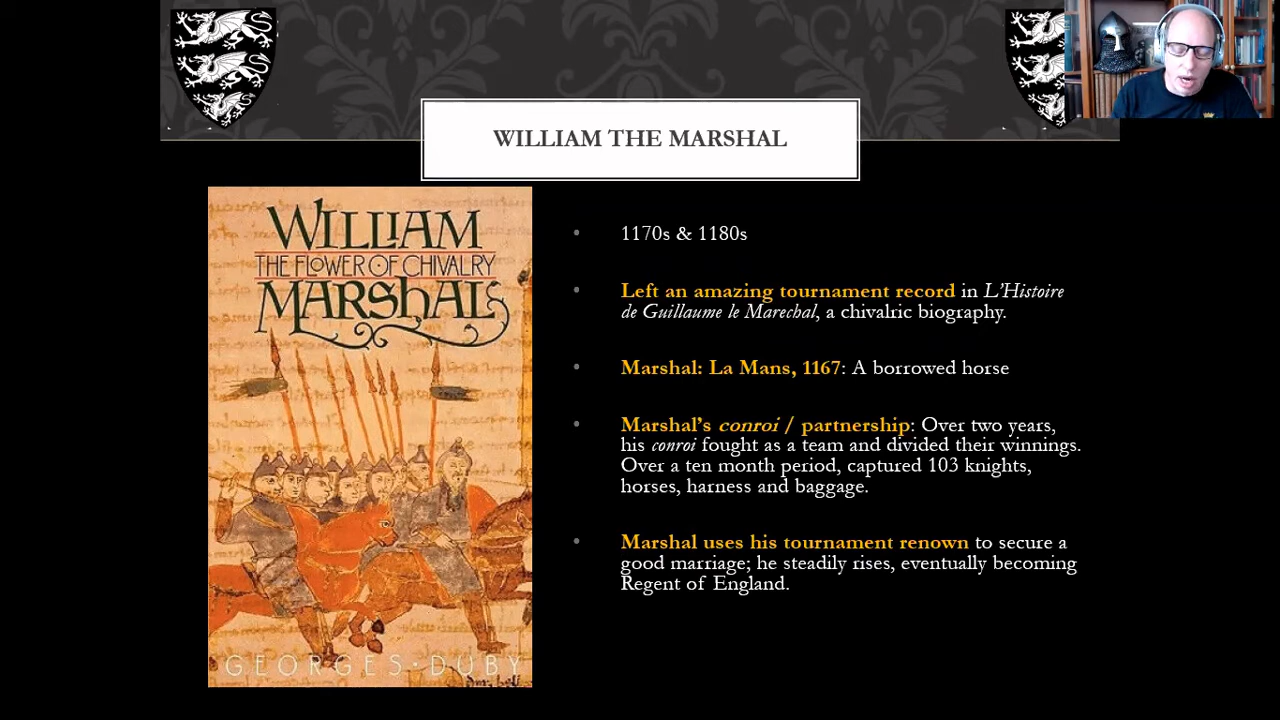 WILLIAM THE MARSHAL
WILLIAM
THE FLOWER OF CHIVALRY
MARSHAL
GEORGES · DUBY
• 1170s & 1180s
• Left an amazing tournament record in L'Histoire
de Guillaume le Marechal, a chivalric biography.
• Marshal: La Mans, 1167: A borrowed horse
• Marshal's conroi / partnership: Over two years,
his conroi fought as a team and divided their winnings.
Over a ten month period, captured 103 knights,
horses, harness and baggage.
• Marshal uses his tournament renown to secure a
good marriage; he steadily rises, eventually becoming
Regent of England.